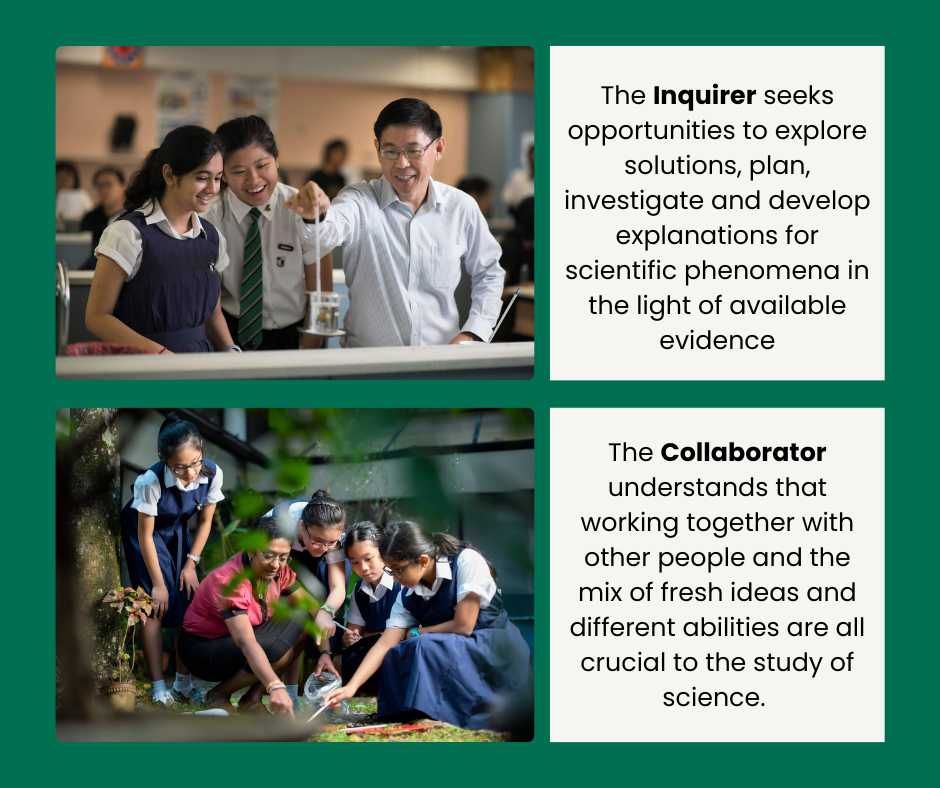 The Inquirer seeks
opportunities to explore
solutions, plan,
investigate and develop
explanations for
scientific phenomena in
the light of available
evidence
The Collaborator
understands that
working together with
other people and the
mix of fresh ideas and
different abilities are all
crucial to the study of
science.